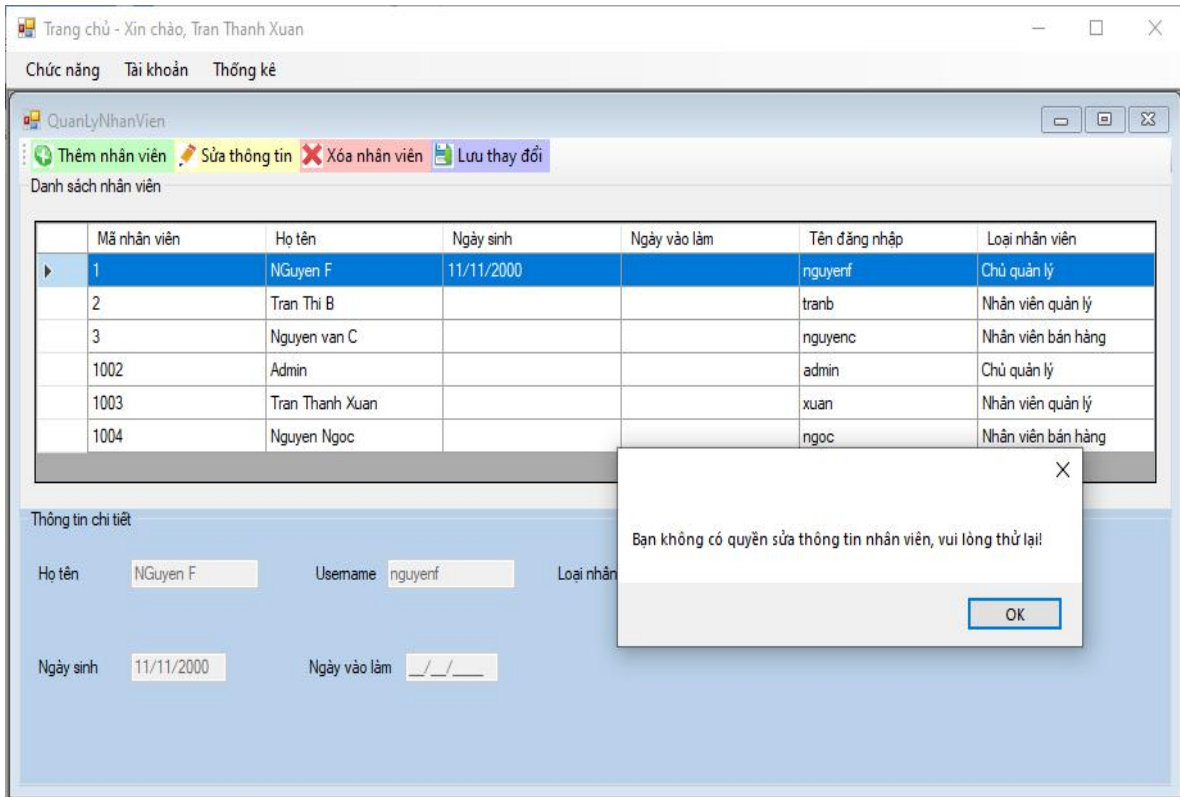 Trang chủ - Xin chào, Tran Thanh Xuan
Chức năng Tài khoản Thống kê
QuanLyNhanVien
Thêm nhân viên Sửa thông tin Xóa nhân viên Lưu thay đổi
Danh sách nhân viên
Mã nhân viên Họ tên Ngày sinh Ngày vào làm Tên đăng nhập Loại nhân viên
1 NGuyen F 11/11/2000 nguyenf Chủ quản lý
2 Tran Thi B tranb Nhân viên quản lý
3 Nguyen van C nguyenc Nhân viên bán hàng
1002 Admin admin Chủ quản lý
1003 Tran Thanh Xuan xuan Nhân viên quản lý
1004 Nguyen Ngoc ngoc Nhân viên bán hàng
Thông tin chi tiết
Bạn không có quyền sửa thông tin nhân viên, vui lòng thử lại!
Họ tên NGuyen F Username nguyenf Loại nhân
OK
Ngày sinh 11/11/2000 Ngày vào làm __/__/____